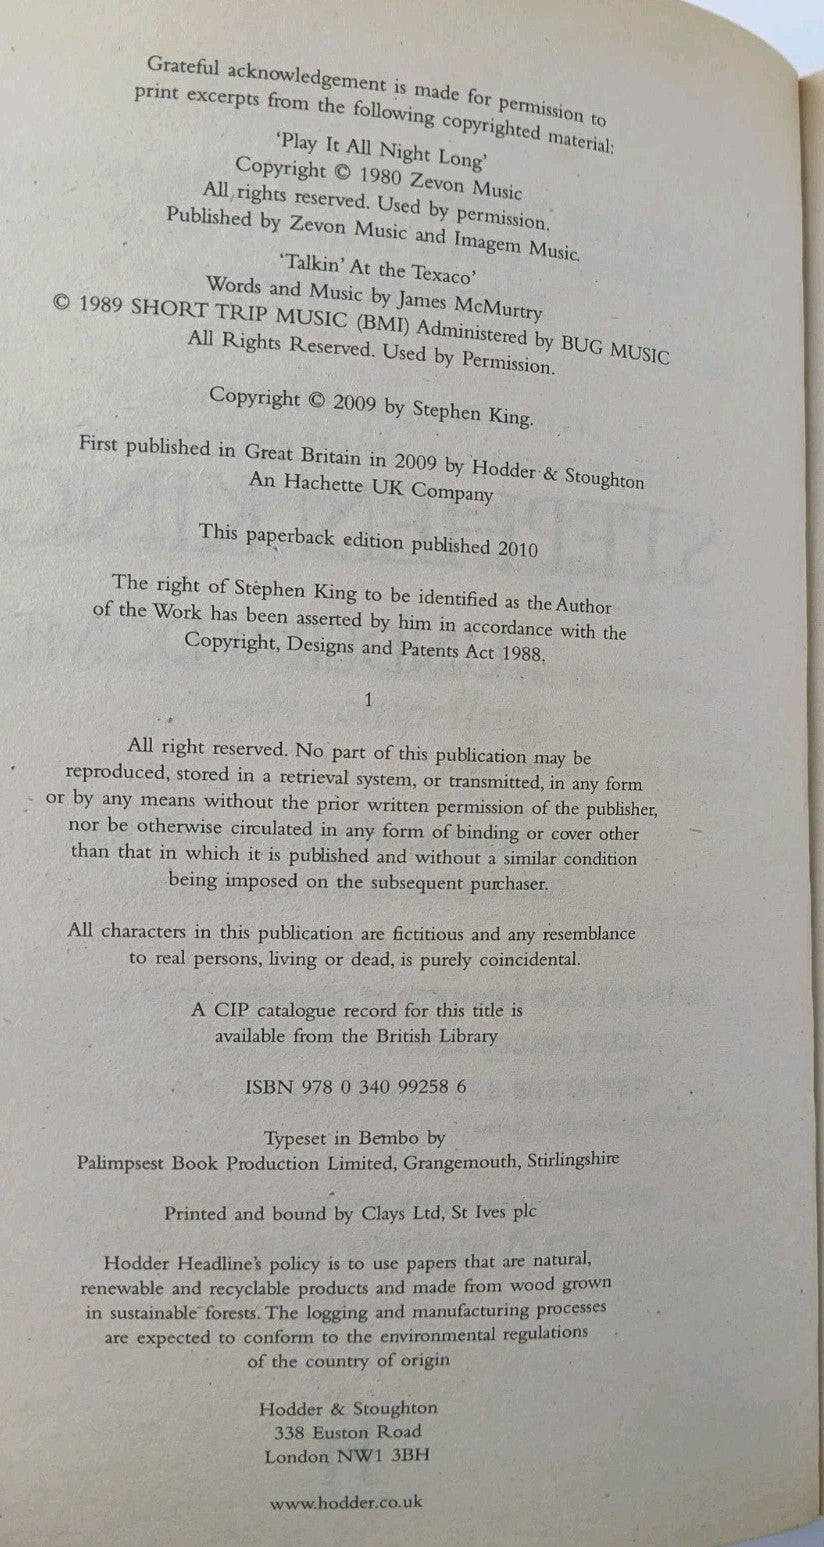 Grateful acknowledgement is made for permission to
print excerpts from the following copyrighted material:
‘Play It All Night Long’
Copyright © 1980 Zevon Music
All rights reserved. Used by permission.
Published by Zevon Music and Imagem Music.
‘Talkin’ At the Texaco’
Words and Music by James McMurtry
© 1989 SHORT TRIP MUSIC (BMI) Administered by BUG MUSIC
All Rights Reserved. Used by Permission.
Copyright © 2009 by Stephen King.
First published in Great Britain in 2009 by Hodder & Stoughton
An Hachette UK Company
This paperback edition published 2010
The right of Stephen King to be identified as the Author
of the Work has been asserted by him in accordance with the
Copyright, Designs and Patents Act 1988.
1
All right reserved. No part of this publication may be
reproduced, stored in a retrieval system, or transmitted, in any form
or by any means without the prior written permission of the publisher,
nor be otherwise circulated in any form of binding or cover other
than that in which it is published and without a similar condition
being imposed on the subsequent purchaser.
All characters in this publication are fictitious and any resemblance
to real persons, living or dead, is purely coincidental.
A CIP catalogue record for this title is
available from the British Library
ISBN 978 0 340 99258 6
Typeset in Bembo by
Palimpsest Book Production Limited, Grangemouth, Stirlingshire
Printed and bound by Clays Ltd, St Ives plc
Hodder Headline's policy is to use papers that are natural,
renewable and recyclable products and made from wood grown
in sustainable forests. The logging and manufacturing processes
are expected to conform to the environmental regulations
of the country of origin
Hodder & Stoughton
338 Euston Road
London NW1 3BH
www.hodder.co.uk